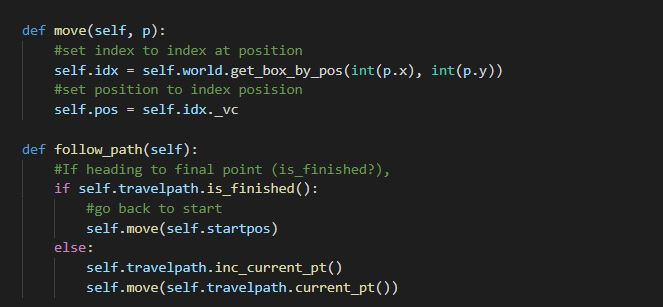 def move(self, p):
#set index to index at position
self.idx = self.world.get_box_by_pos(int(p.x), int(p.y))
#set position to index posision
self.pos = self.idx._vc
def follow_path(self):
#If heading to final point (is_finished?),
if self.travelpath.is_finished():
#go back to start
self.move(self.startpos)
else:
self.travelpath.inc_current_pt()
self.move(self.travelpath.current_pt())